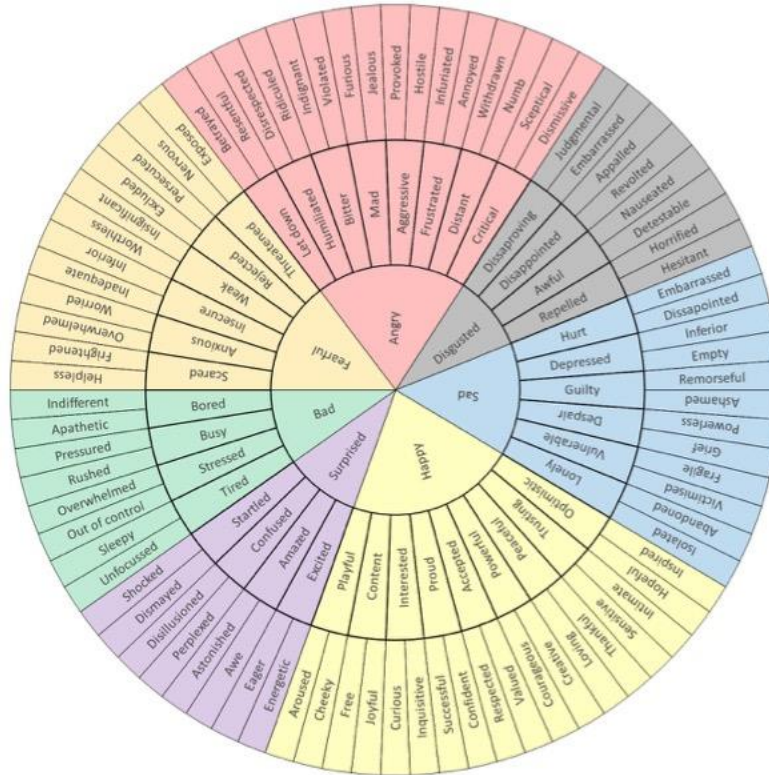 Angry
Let down
Humiliated
Bitter
Mad
Aggressive
Frustrated
Distant
Critical
Betrayed
Resentful
Disrespected
Ridiculed
Indignant
Violated
Furious
Jealous
Provoked
Hostile
Infuriated
Annoyed
Withdrawn
Numb
Sceptical
Dismissive
Disgusted
Dissaproving
Disappointed
Awful
Repelled
Judgmental
Embarrassed
Appalled
Revolted
Nauseated
Detestable
Horrified
Hesitant
Sad
Hurt
Depressed
Guilty
Despair
Vulnerable
Lonely
Embarrassed
Dissapointed
Inferior
Empty
Remorseful
Ashamed
Powerless
Grief
Fragile
Victimised
Abandoned
Isolated
Happy
Optimistic
Trusting
Peaceful
Powerful
Accepted
Proud
Interested
Content
Playful
Inspired
Hopeful
Intimate
Sensitive
Thankful
Loving
Creative
Courageous
Valued
Respected
Confident
Successful
Inquisitive
Curious
Joyful
Free
Cheeky
Aroused
Surprised
Excited
Amazed
Confused
Startled
Energetic
Eager
Awe
Astonished
Perplexed
Disillusioned
Dismayed
Shocked
Bad
Tired
Stressed
Busy
Bored
Unfocussed
Sleepy
Out of control
Overwhelmed
Rushed
Pressured
Apathetic
Indifferent
Fearful
Scared
Anxious
Insecure
Weak
Rejected
Threatened
Helpless
Frightened
Overwhelmed
Worried
Inadequate
Inferior
Worthless
Insignificant
Excluded
Persecuted
Nervous
Exposed